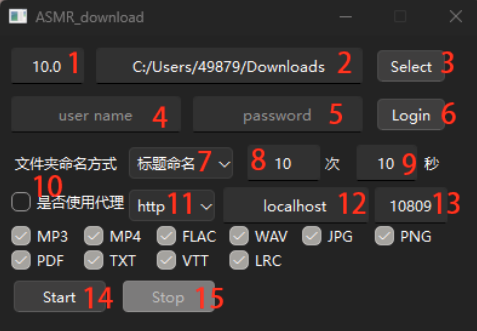 ASMR_download
10.0 1 C:/Users/49879/Downloads 2 Select 3
user name 4 password 5 Login 6
文件夹命名方式 标题命名 7 8 10 次 10 9 秒
10 是否使用代理 http 11 localhost 12 10809 13
MP3 MP4 FLAC WAV JPG PNG
PDF TXT VTT LRC
Start 14 Stop 15